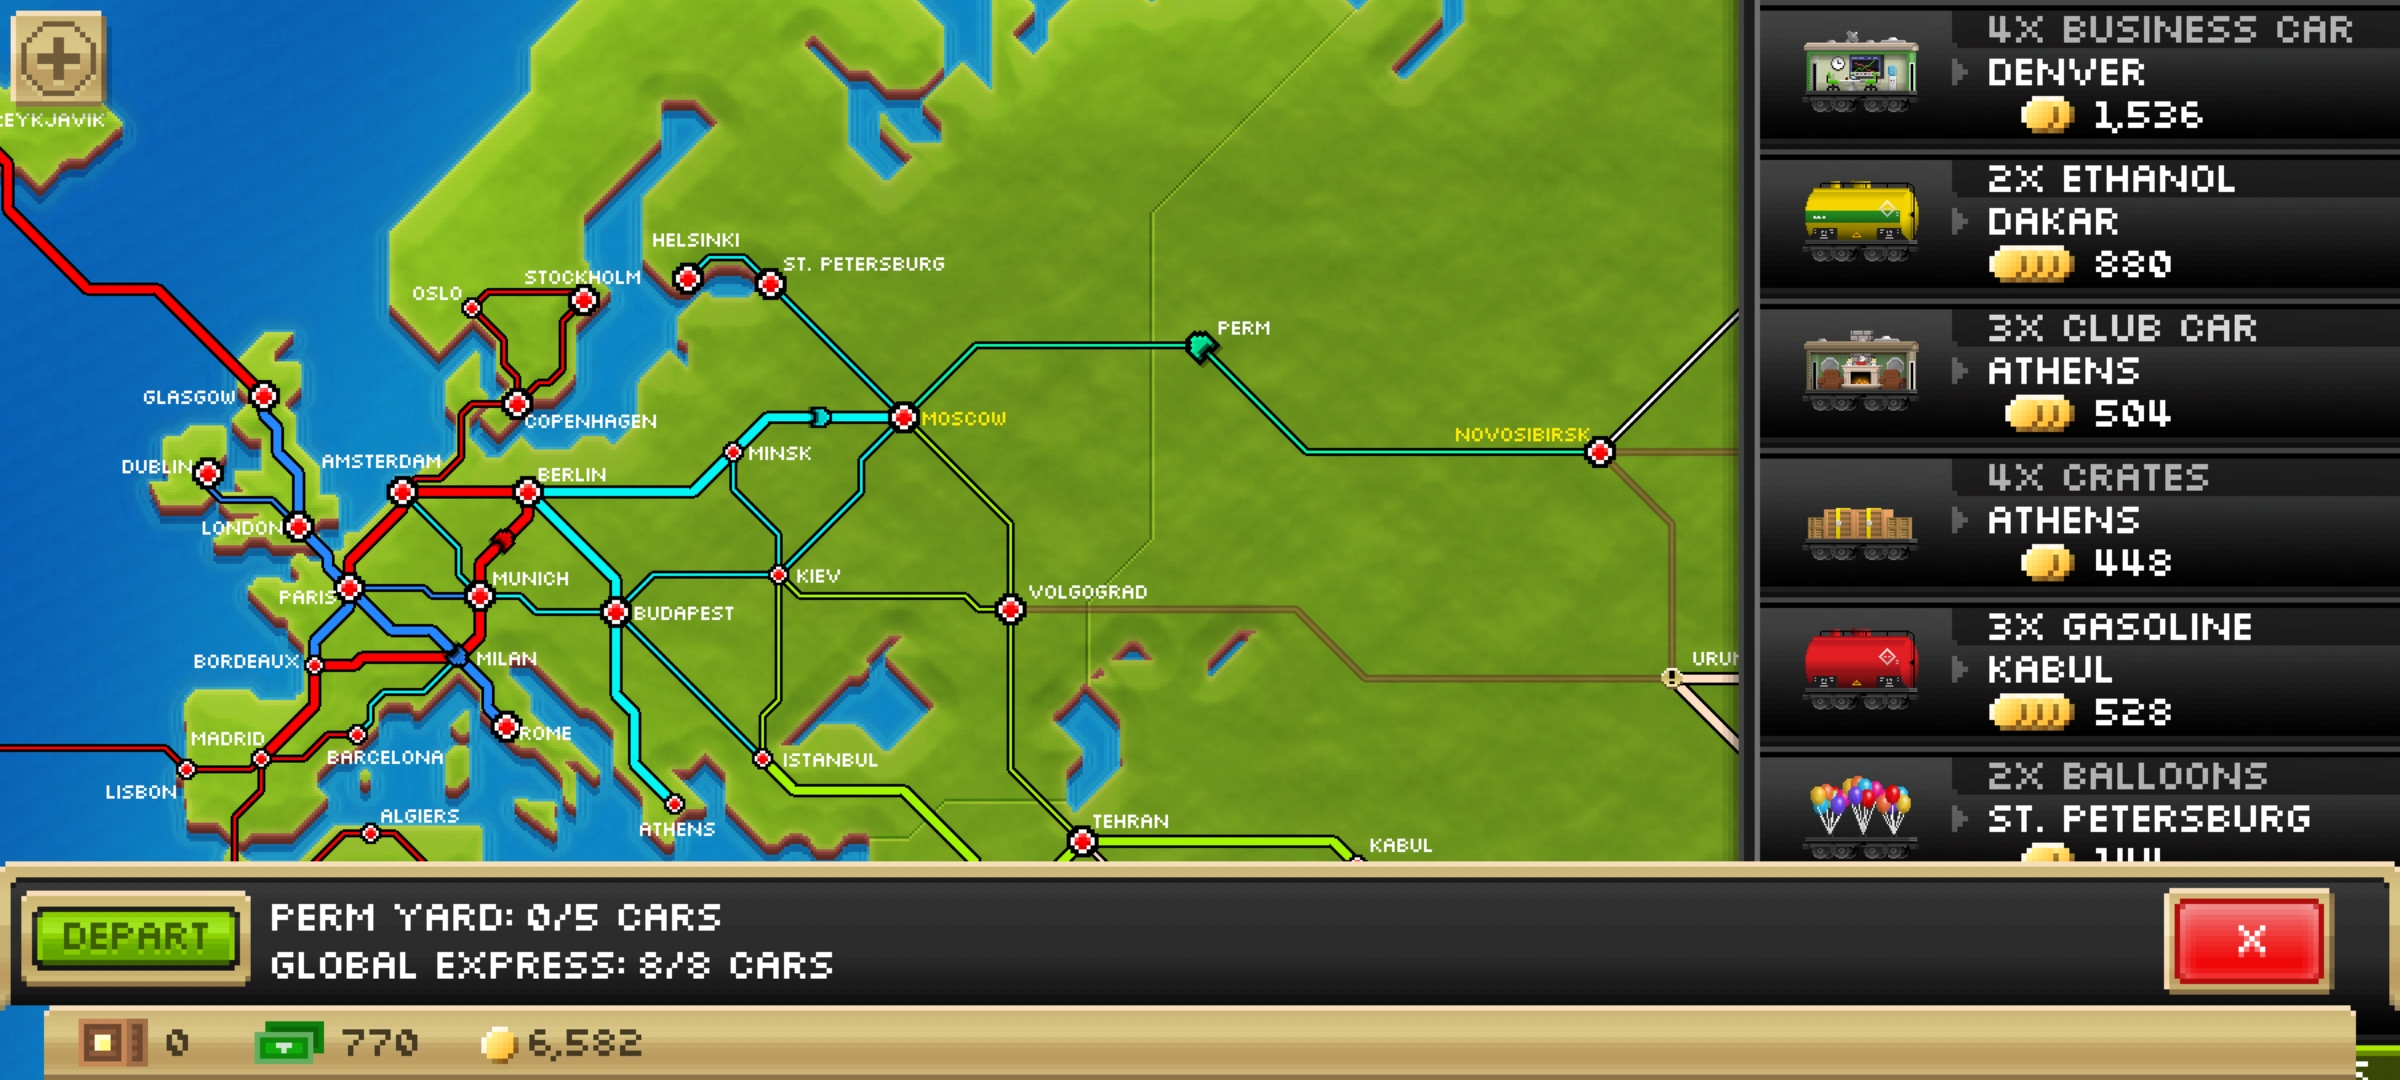 EYKJAVIK
HELSINKI
ST. PETERSBURG
STOCKHOLM
OSLO
PERM
GLASGOW
COPENHAGEN
MOSCOW
NOVOSIBIRSK
MINSK
DUBLIN
AMSTERDAM
BERLIN
LONDON
MUNICH
KIEV
PARIS
VOLGOGRAD
BUDAPEST
BORDEAUX
MILAN
URUM
MADRID
ROME
BARCELONA
ISTANBUL
LISBON
ALGIERS
ATHENS
TEHRAN
KABUL
4X BUSINESS CAR
DENVER
1,536
2X ETHANOL
DAKAR
880
3X CLUB CAR
ATHENS
504
4X CRATES
ATHENS
448
3X GASOLINE
KABUL
528
2X BALLOONS
ST. PETERSBURG
DEPART
PERM YARD: 0/5 CARS
GLOBAL EXPRESS: 8/8 CARS
X
0
770
6,582